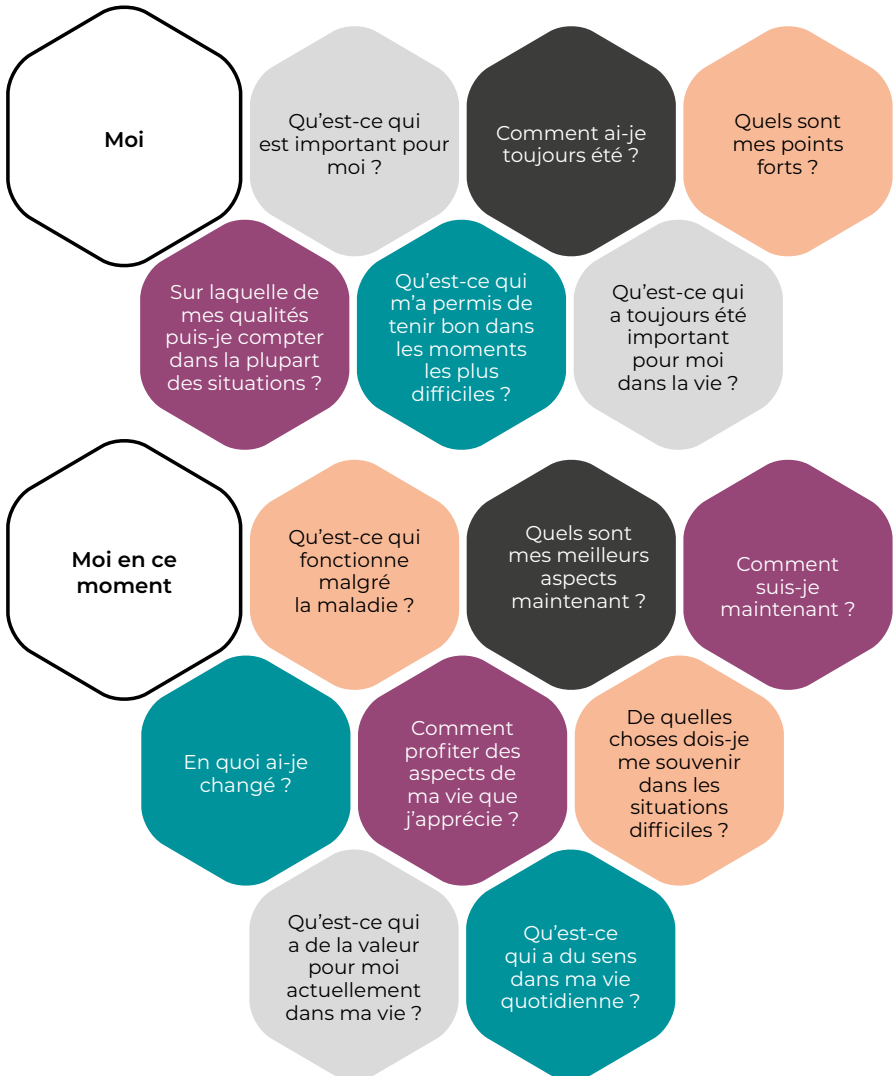 Moi
Qu’est-ce qui
est important pour
moi ?
Comment ai-je
toujours été ?
Quels sont
mes points
forts ?
Sur laquelle de
mes qualités
puis-je compter
dans la plupart
des situations ?
Qu’est-ce qui
m’a permis de
tenir bon dans
les moments
les plus
difficiles ?
Qu’est-ce qui
a toujours été
important
pour moi
dans la vie ?
Moi en ce
moment
Qu’est-ce qui
fonctionne
malgré
la maladie ?
Quels sont
mes meilleurs
aspects
maintenant ?
Comment
suis-je
maintenant ?
En quoi ai-je
changé ?
Comment
profiter des
aspects de
ma vie que
j’apprécie ?
De quelles
choses dois-je
me souvenir
dans les
situations
difficiles ?
Qu’est-ce qui
a de la valeur
pour moi
actuellement
dans ma vie ?
Qu’est-ce
qui a du sens
dans ma vie
quotidienne ?